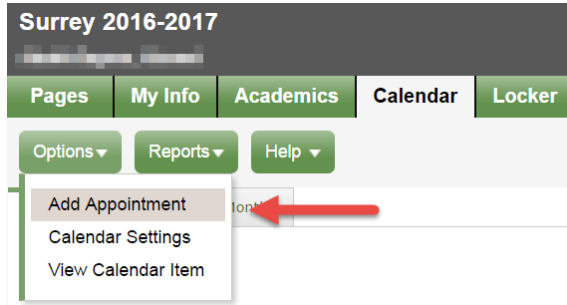 Surrey 2016-2017
Pages My Info Academics Calendar Locker
Options Reports Help
Add Appointment
Calendar Settings
View Calendar Item